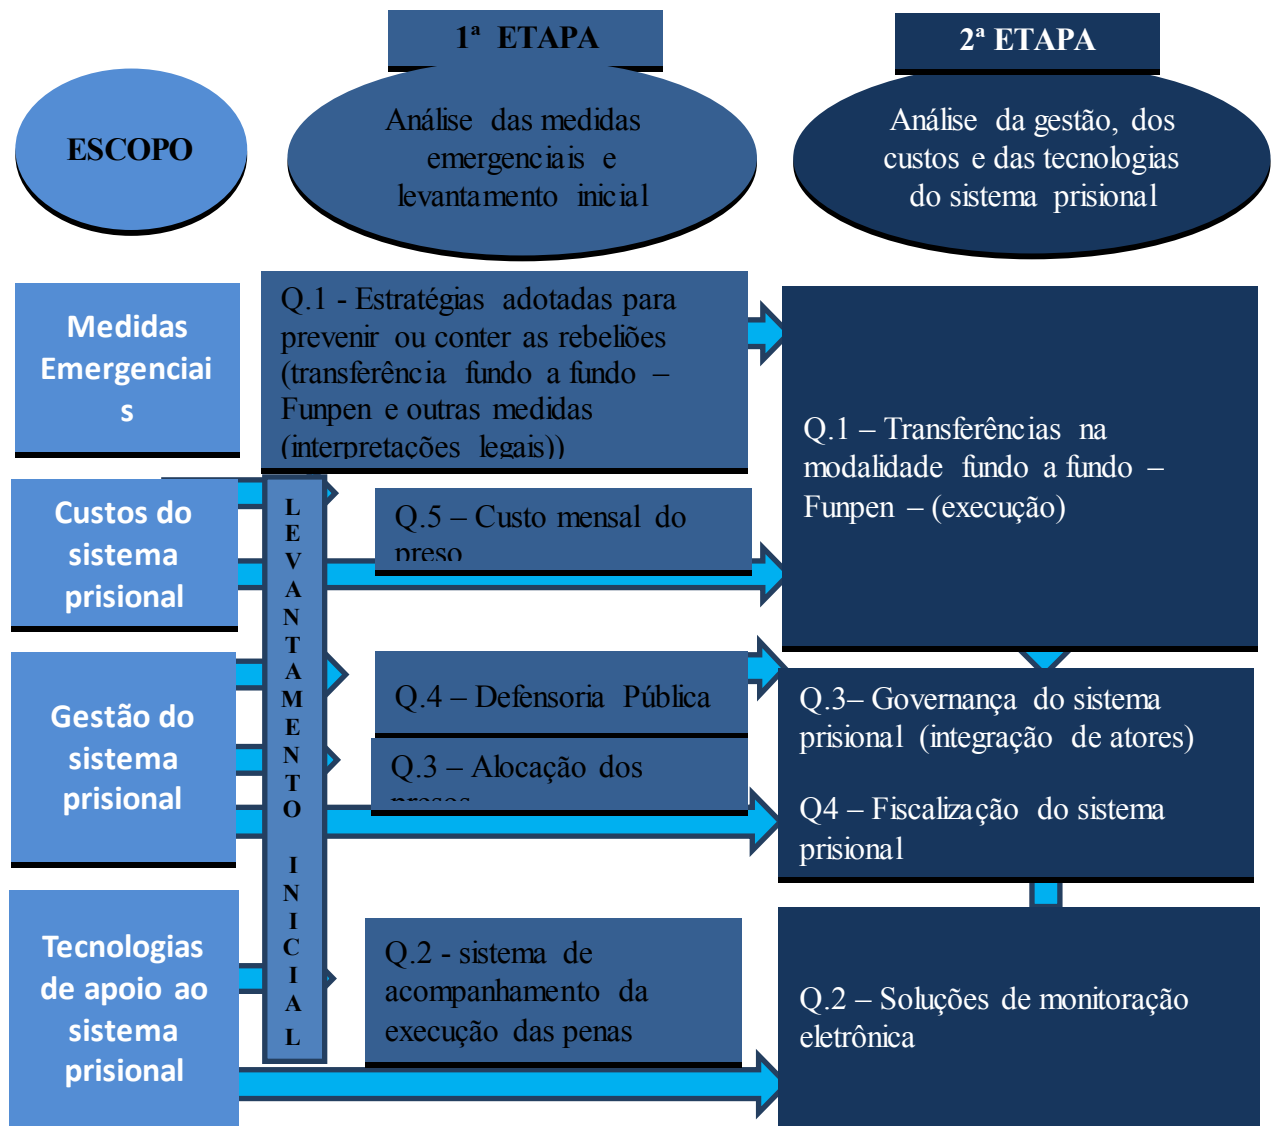 1ª ETAPA
2ª ETAPA
ESCOPO
Análise das medidas
emergenciais e
levantamento inicial
Análise da gestão, dos
custos e das tecnologias
do sistema prisional
Medidas
Emergenciai
s
Q.1 - Estratégias adotadas para
prevenir ou conter as rebeliões
(transferência fundo a fundo –
Funpen e outras medidas
(interpretações legais))
Q.1 – Transferências na
modalidade fundo a fundo –
Funpen – (execução)
Custos do
sistema
prisional
LEVANTAMENTO INICIAL
Q.5 – Custo mensal do
preso
Gestão do
sistema
prisional
Q.4 – Defensoria Pública
Q.3 – Alocação dos
presos
Q.3– Governança do sistema
prisional (integração de atores)
Q4 – Fiscalização do sistema
prisional
Tecnologias
de apoio ao
sistema
prisional
Q.2 - sistema de
acompanhamento da
execução das penas
Q.2 – Soluções de monitoração
eletrônica